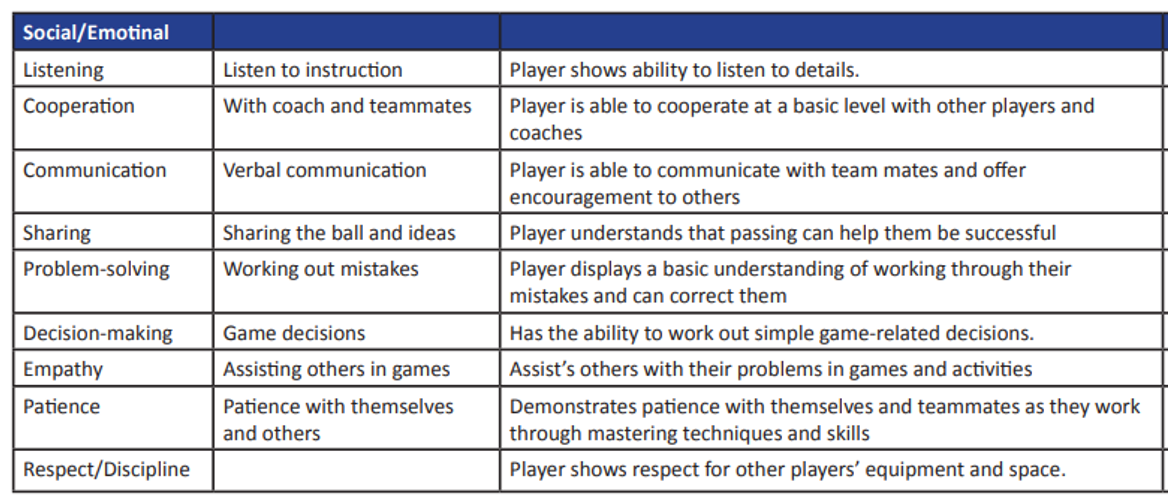 Social/Emotinal
Listening Listen to instruction Player shows ability to listen to details.
Cooperation With coach and teammates Player is able to cooperate at a basic level with other players and
coaches
Communication Verbal communication Player is able to communicate with team mates and offer
encouragement to others
Sharing Sharing the ball and ideas Player understands that passing can help them be successful
Problem-solving Working out mistakes Player displays a basic understanding of working through their
mistakes and can correct them
Decision-making Game decisions Has the ability to work out simple game-related decisions.
Empathy Assisting others in games Assist’s others with their problems in games and activities
Patience Patience with themselves Demonstrates patience with themselves and teammates as they work
and others through mastering techniques and skills
Respect/Discipline Player shows respect for other players’ equipment and space.